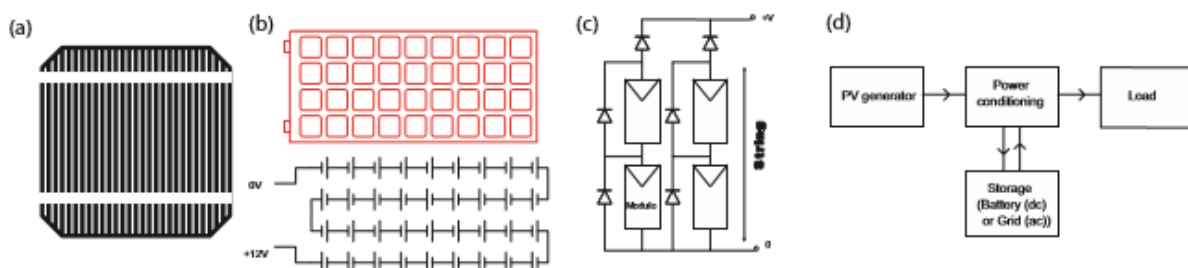 (a)
(b)
0V
+12V
(c)
+V
String
Module
0
(d)
PV generator
Power
conditioning
Load
Storage
(Battery (dc)
or Grid (ac))